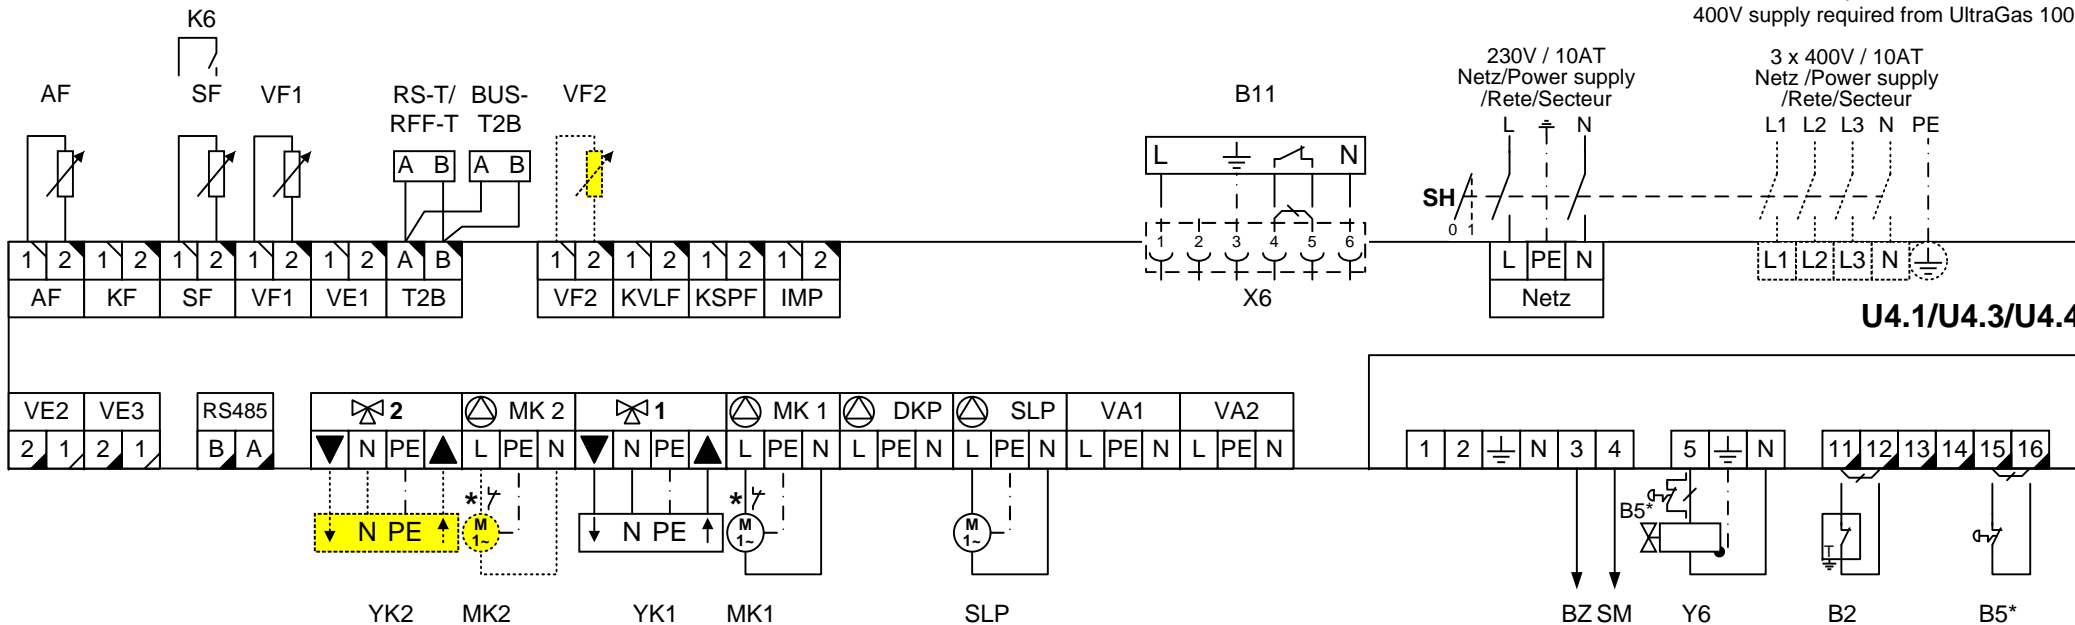 K6
400V supply required from UltraGas 100
230V / 10AT
Netz/Power supply
/Rete/Secteur
3 x 400V / 10AT
Netz /Power supply
/Rete/Secteur
AF SF VF1 RS-T/ BUS- VF2 B11
RFF-T T2B
L N L1 L2 L3 N PE
A B A B L N
SH
0 1
1 2 3 4 5 6
1 2 1 2 1 2 1 2 1 2 A B 1 2 1 2 1 2 1 2 L PE N L1 L2 L3 N
AF KF SF VF1 VE1 T2B VF2 KVLF KSPF IMP X6 Netz
U4.1/U4.3/U4.4
VE2 VE3 RS485 2 MK 2 1 MK 1 DKP SLP VA1 VA2
2 1 2 1 B A N PE L PE N N PE L PE N L PE N L PE N L PE N L PE N 1 2 N 3 4 5 N 11 12 13 14 15 16
* * B5*
N PE M 1~ N PE M 1~ M 1~ T
YK2 MK2 YK1 MK1 SLP BZ SM Y6 B2 B5*